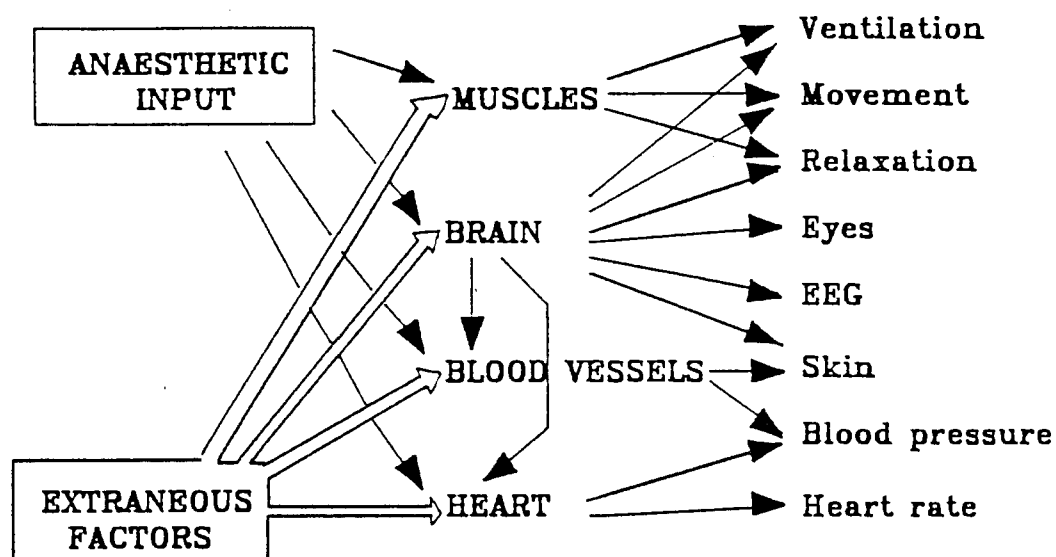 ANAESTHETIC
INPUT
EXTRANEOUS
FACTORS
MUSCLES
BRAIN
BLOOD VESSELS
HEART
Ventilation
Movement
Relaxation
Eyes
EEG
Skin
Blood pressure
Heart rate